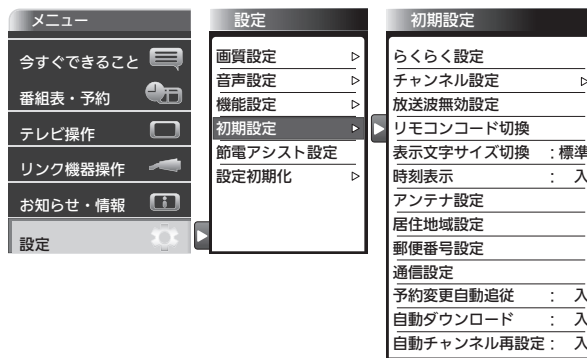 メニュー
今すぐできること
番組表・予約
テレビ操作
リンク機器操作
お知らせ・情報
設定
設定
画質設定
音声設定
機能設定
初期設定
節電アシスト設定
設定初期化
初期設定
らくらく設定
チャンネル設定
放送波無効設定
リモコンコード切換
表示文字サイズ切換 : 標準
時刻表示 : 入
アンテナ設定
居住地域設定
郵便番号設定
通信設定
予約変更自動追従 : 入
自動ダウンロード : 入
自動チャンネル再設定 : 入